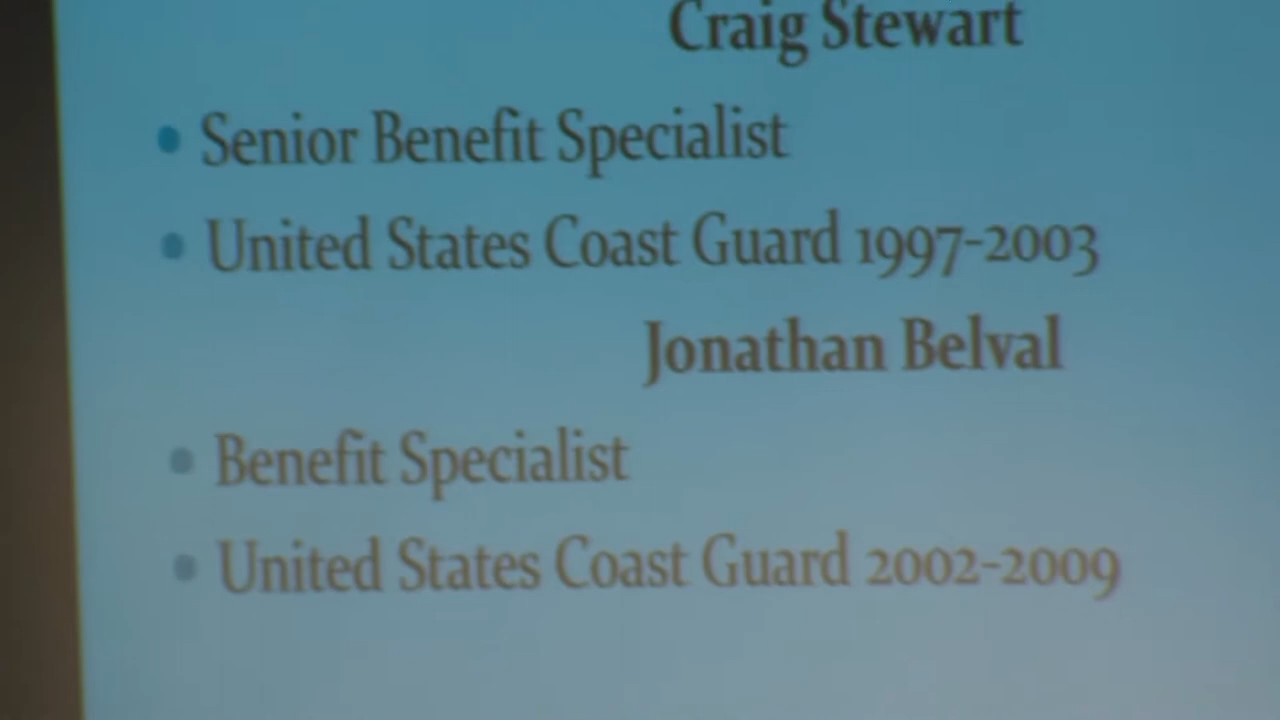 Craig Stewart
• Senior Benefit Specialist
• United States Coast Guard 1997-2003
Jonathan Belval
• Benefit Specialist
• United States Coast Guard 2002-2009